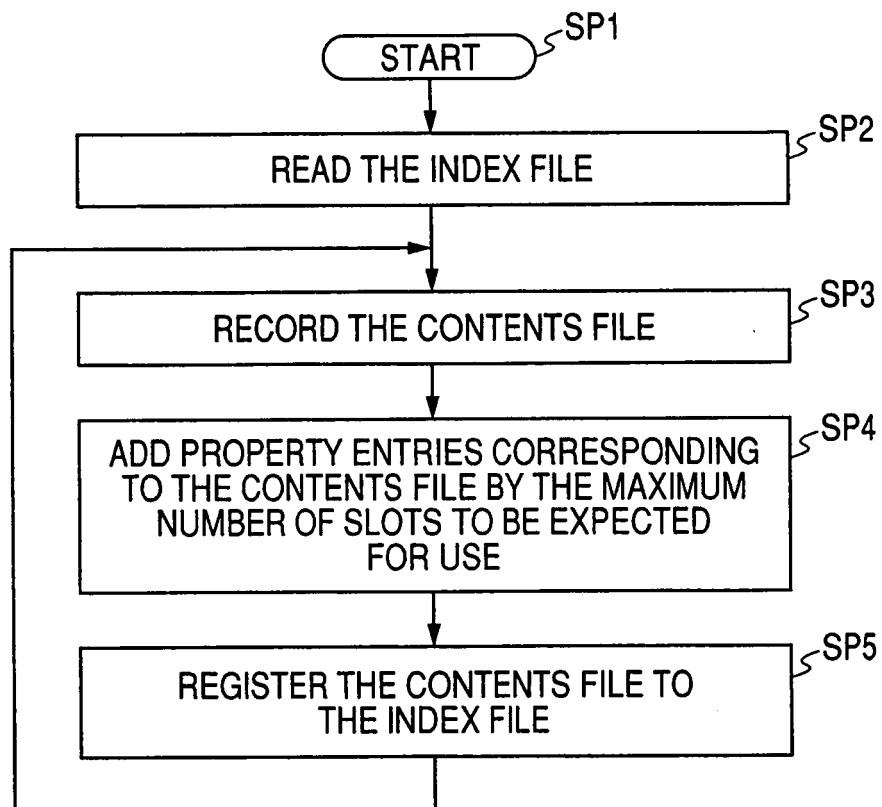 START
SP1
SP2
READ THE INDEX FILE
SP3
RECORD THE CONTENTS FILE
SP4
ADD PROPERTY ENTRIES CORRESPONDING
TO THE CONTENTS FILE BY THE MAXIMUM
NUMBER OF SLOTS TO BE EXPECTED
FOR USE
SP5
REGISTER THE CONTENTS FILE TO
THE INDEX FILE